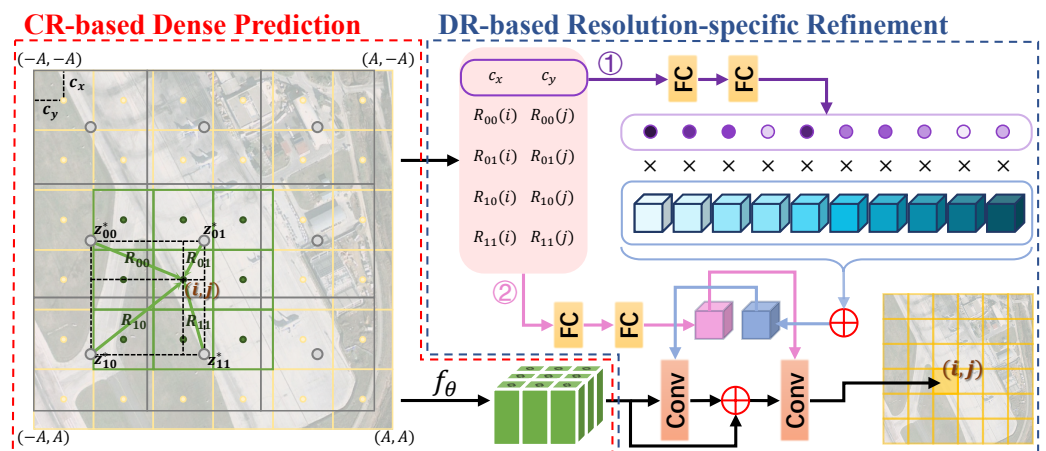 CR-based Dense Prediction
DR-based Resolution-specific Refinement
(−A, −A)
(A, −A)
c_x
c_y
z*_00
z*_01
R_00
R_01
(i,j)
R_10
R_11
z*_10
z*_11
(−A, A)
(A, A)
c_x c_y
R_00(i) R_00(j)
R_01(i) R_01(j)
R_10(i) R_10(j)
R_11(i) R_11(j)
①
FC
FC
× × × × × × × × × ×
②
FC
FC
f_θ
Conv
Conv
(i,j)